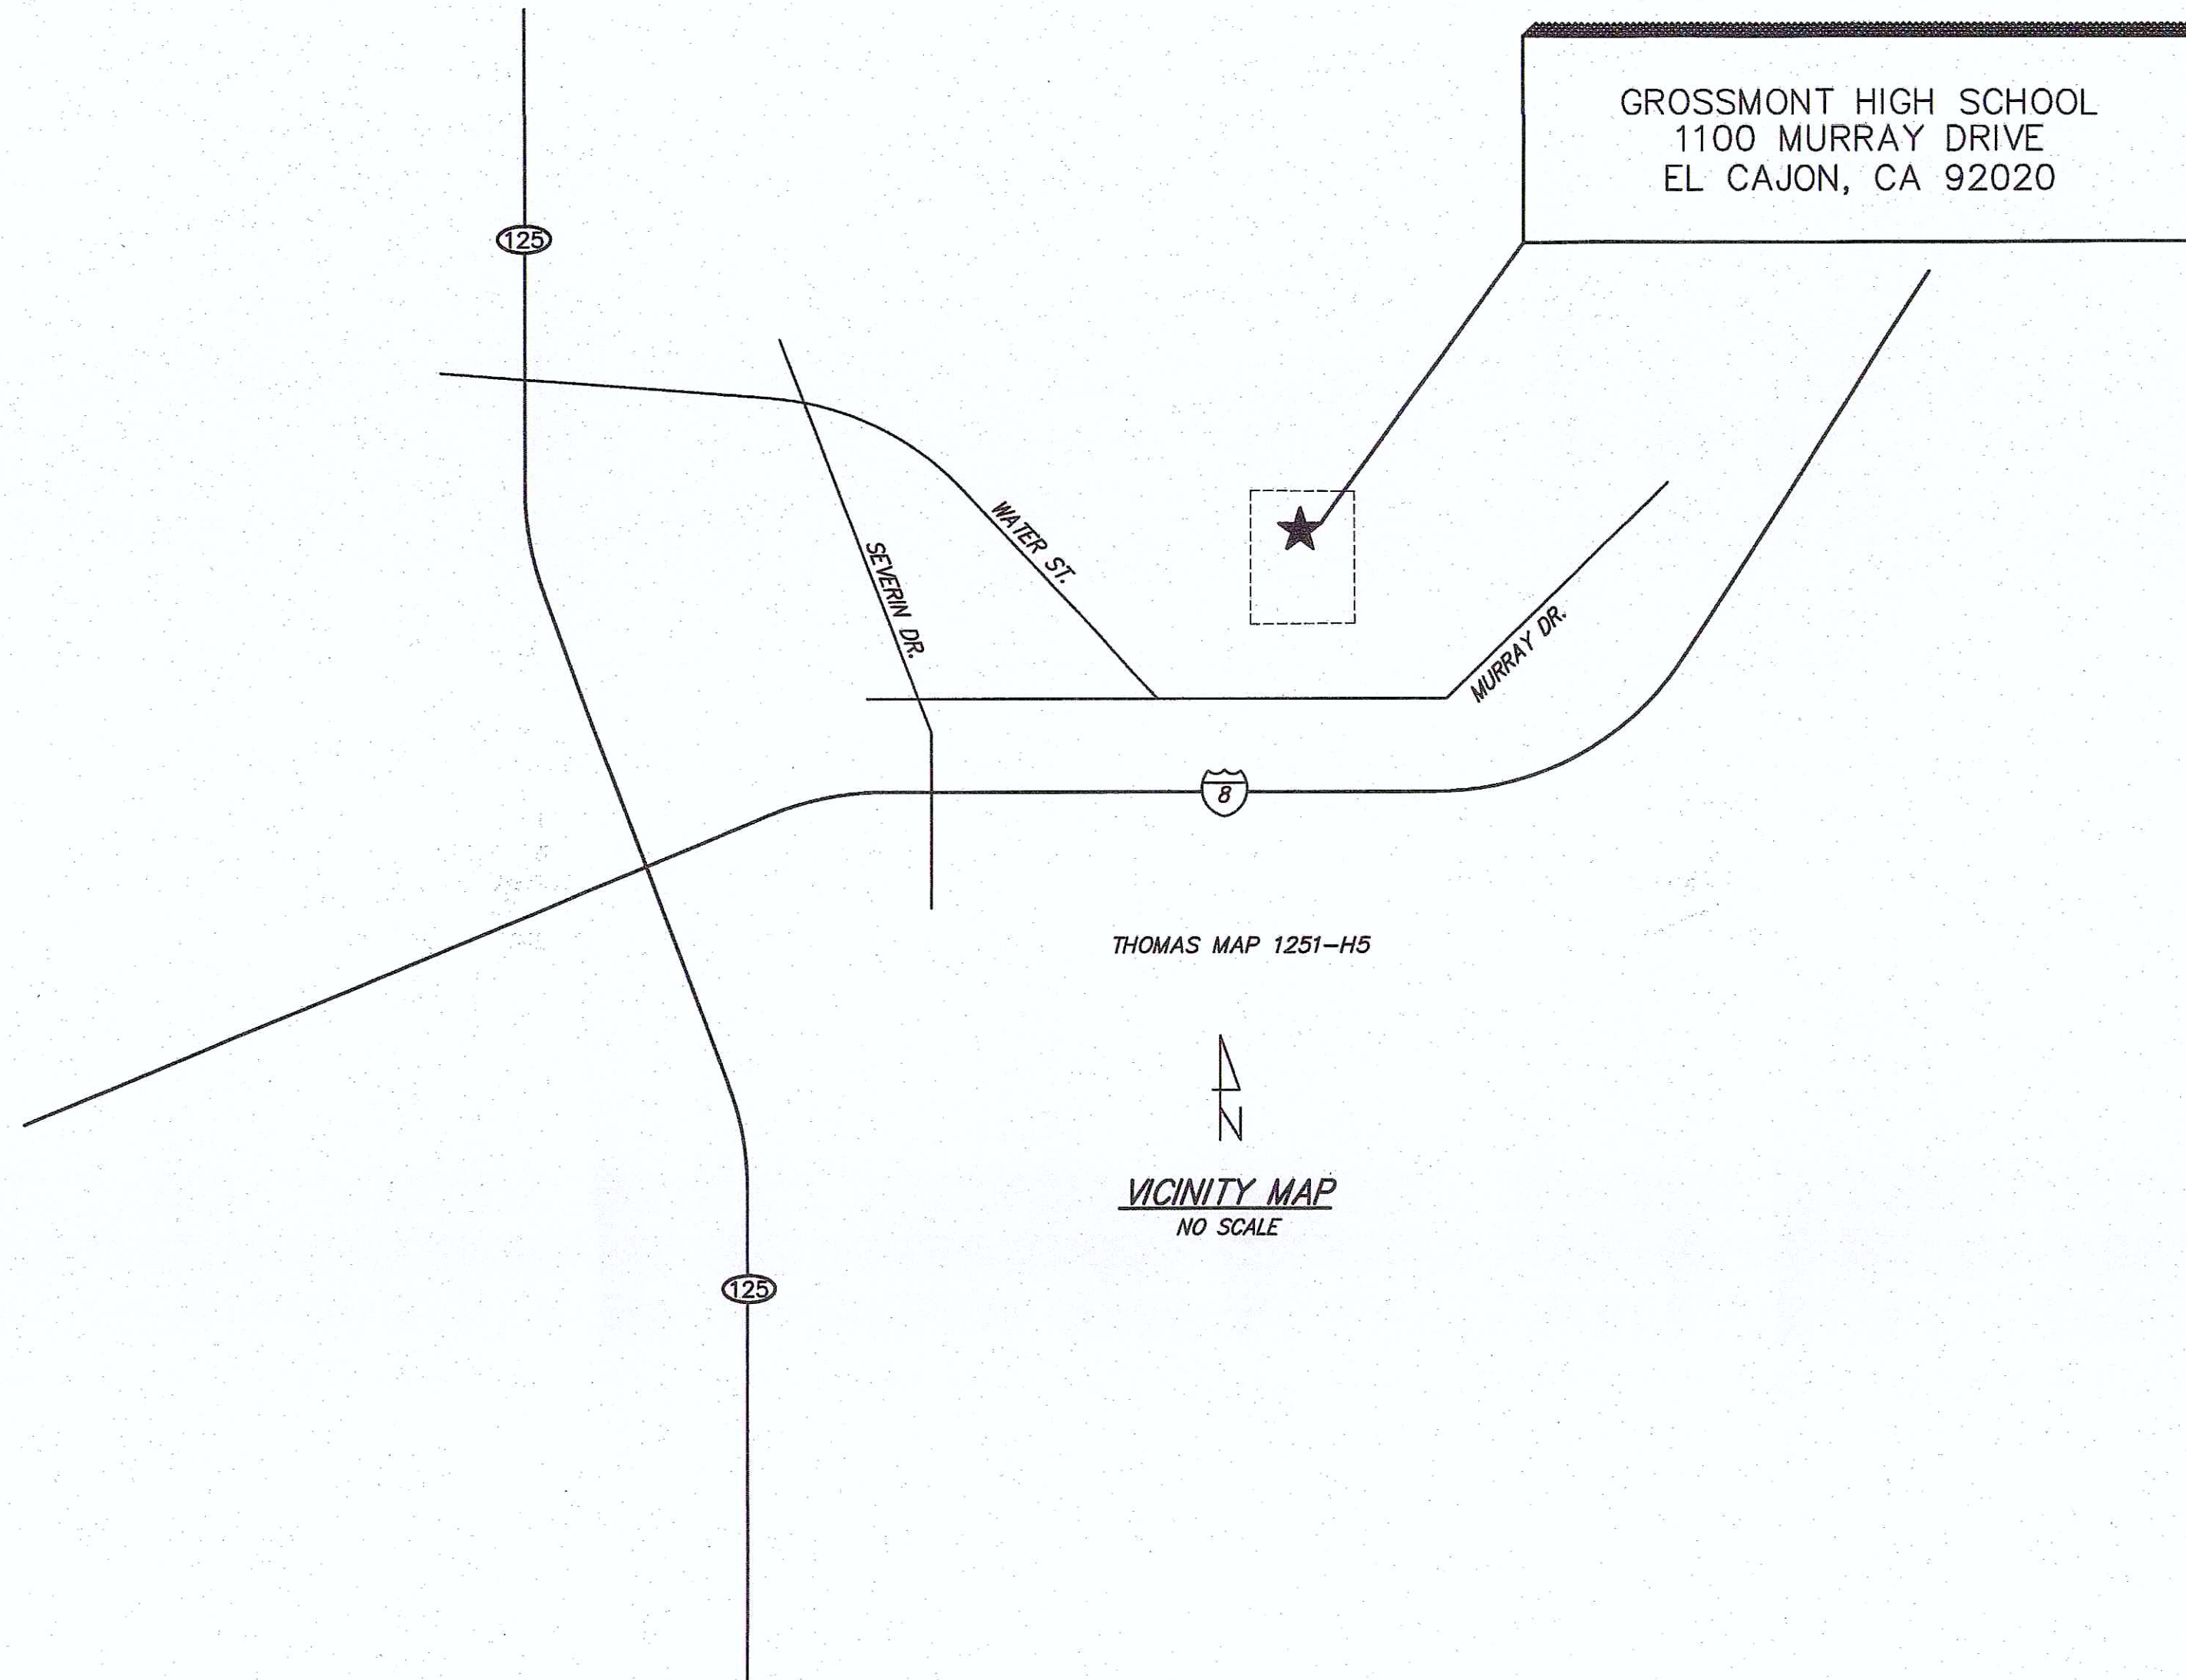 GROSSMONT HIGH SCHOOL
1100 MURRAY DRIVE
EL CAJON, CA 92020
125
WATER ST.
SEVERIN DR.
MURRAY DR.
8
THOMAS MAP 1251-H5
N
VICINITY MAP
NO SCALE
125